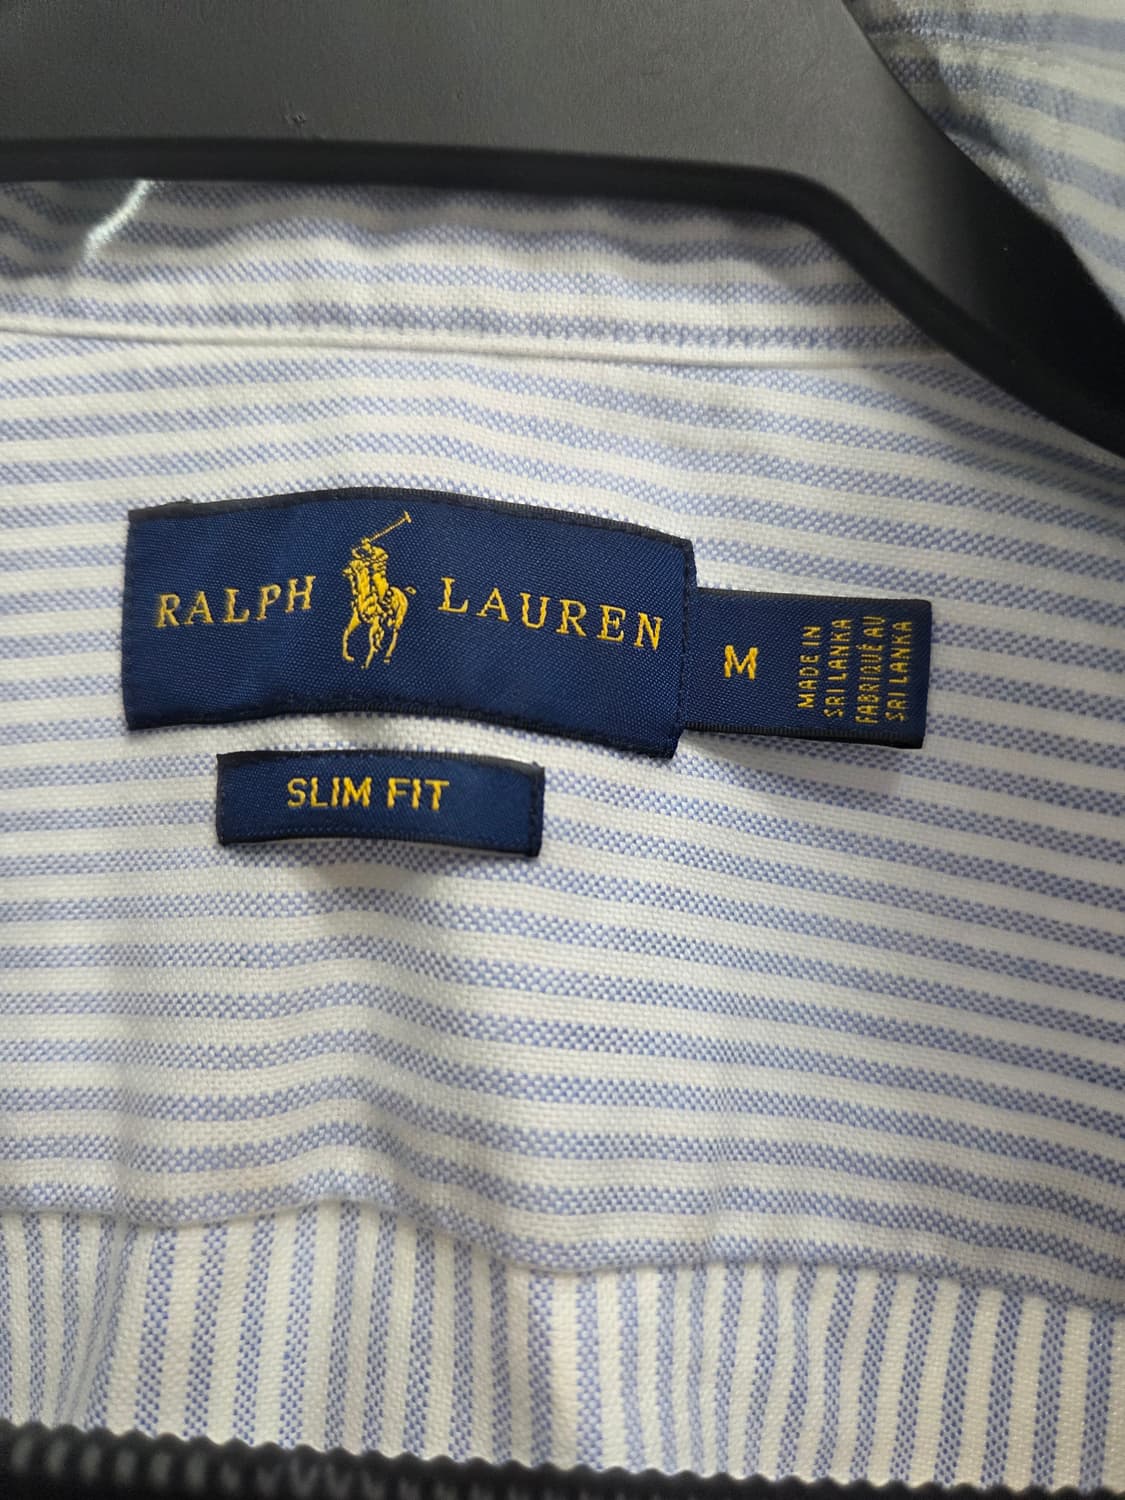 RALPH LAUREN
M
MADE IN
SRI LANKA
FABRIQUÉ AU
SRI LANKA
SLIM FIT